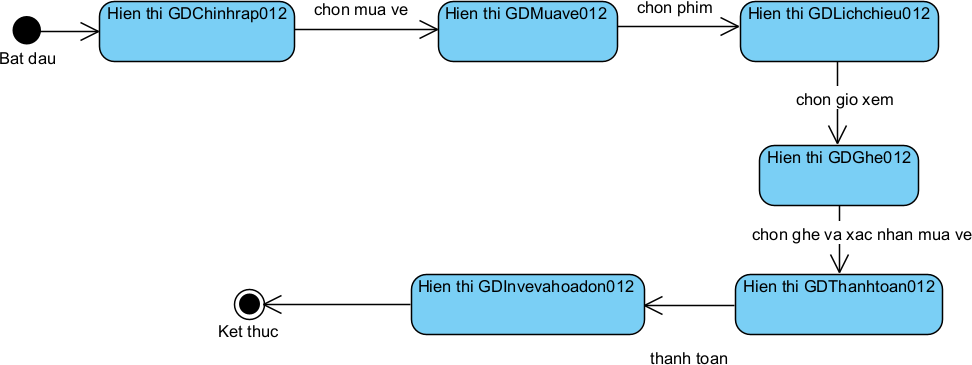 Hien thi GDChinhrap012
chon mua ve
Hien thi GDMuave012
chon phim
Hien thi GDLichchieu012
Bat dau
chon gio xem
Hien thi GDGhe012
chon ghe va xac nhan mua ve
Hien thi GDThanhtoan012
thanh toan
Hien thi GDInvevahoadon012
Ket thuc